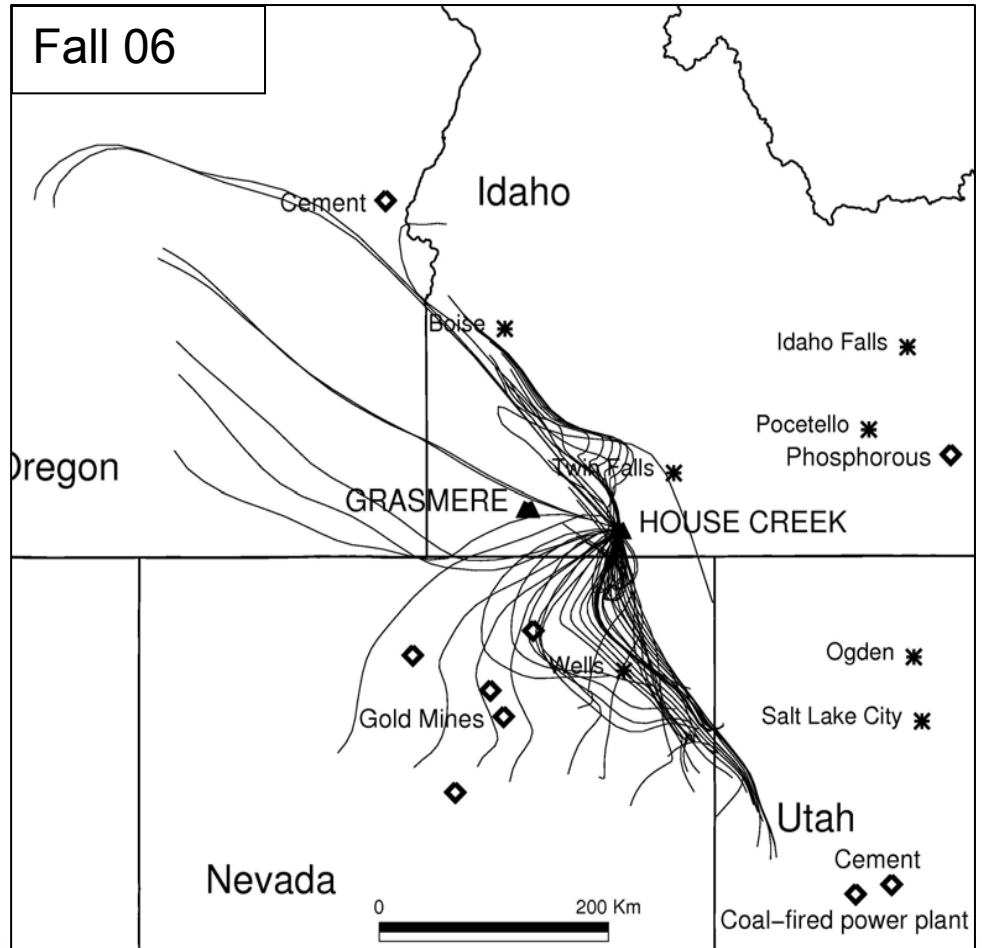 Fall 06
Cement
Idaho
Boise
Idaho Falls
Pocetello
Phosphorous
Oregon
Twin Falls
GRASMERE
HOUSE CREEK
Wells
Ogden
Gold Mines
Salt Lake City
Utah
Nevada
Cement
0 200 Km
Coal-fired power plant